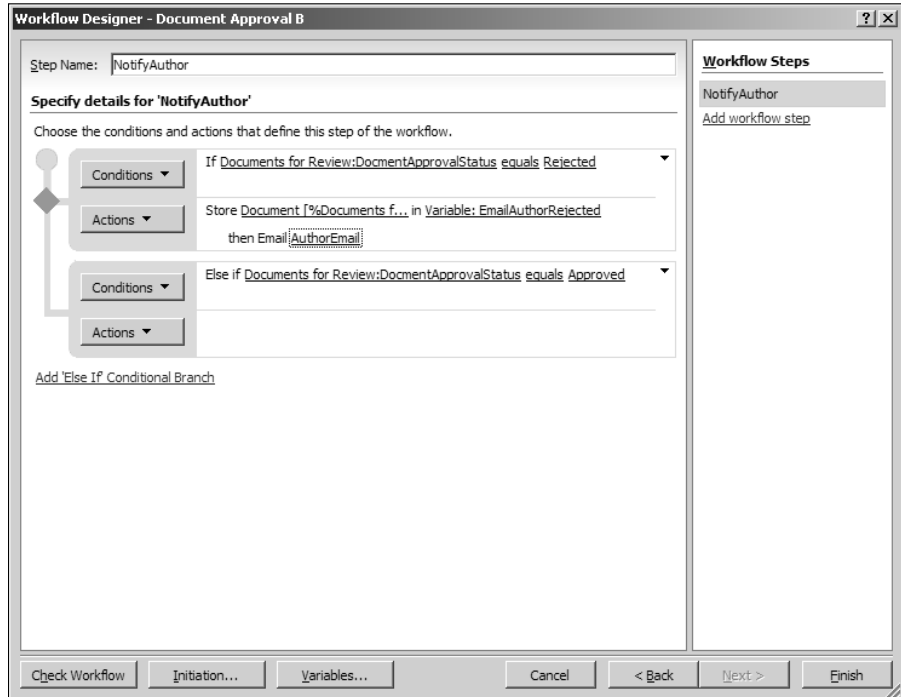 Workflow Designer - Document Approval B
Step Name: NotifyAuthor
Specify details for 'NotifyAuthor'
Choose the conditions and actions that define this step of the workflow.
Conditions
If Documents for Review:DocmentApprovalStatus equals Rejected
Actions
Store Document [%Documents f... in Variable: EmailAuthorRejected
then Email AuthorEmail
Conditions
Else if Documents for Review:DocmentApprovalStatus equals Approved
Actions
Add 'Else If' Conditional Branch
Workflow Steps
NotifyAuthor
Add workflow step
Check Workflow Initiation... Variables... Cancel < Back Next > Finish